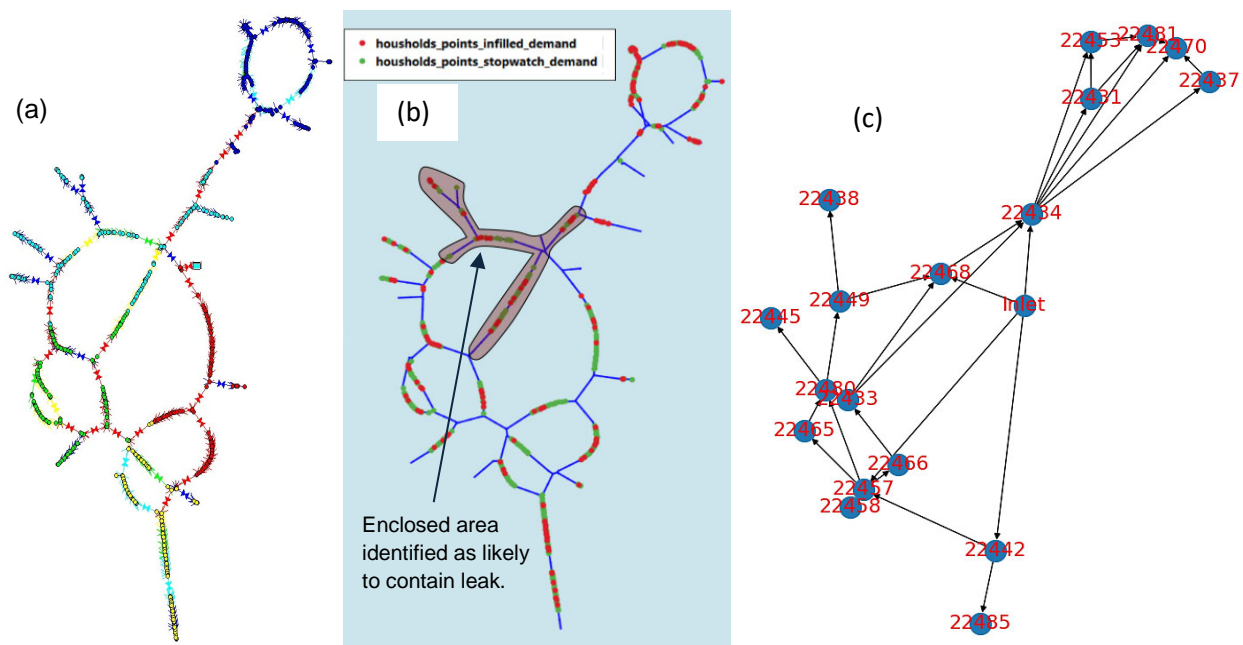 (a)
housholds_points_infilled_demand
housholds_points_stopwatch_demand
(b)
Enclosed area
identified as likely
to contain leak.
(c)
22453
22481
22470
22437
22431
22434
22438
22468
22449
Inlet
22445
22480
22433
22465
22466
22457
22458
22442
22485